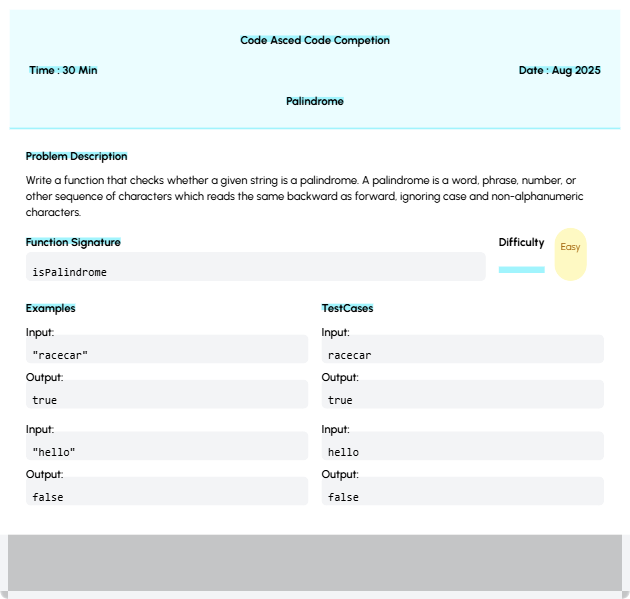 Code Asced Code Competion
Time : 30 Min
Date : Aug 2025
Palindrome
Problem Description
Write a function that checks whether a given string is a palindrome. A palindrome is a word, phrase, number, or
other sequence of characters which reads the same backward as forward, ignoring case and non-alphanumeric
characters.
Function Signature
isPalindrome
Difficulty
Easy
Examples
Input:
"racecar"
Output:
true
Input:
"hello"
Output:
false
TestCases
Input:
racecar
Output:
true
Input:
hello
Output:
false